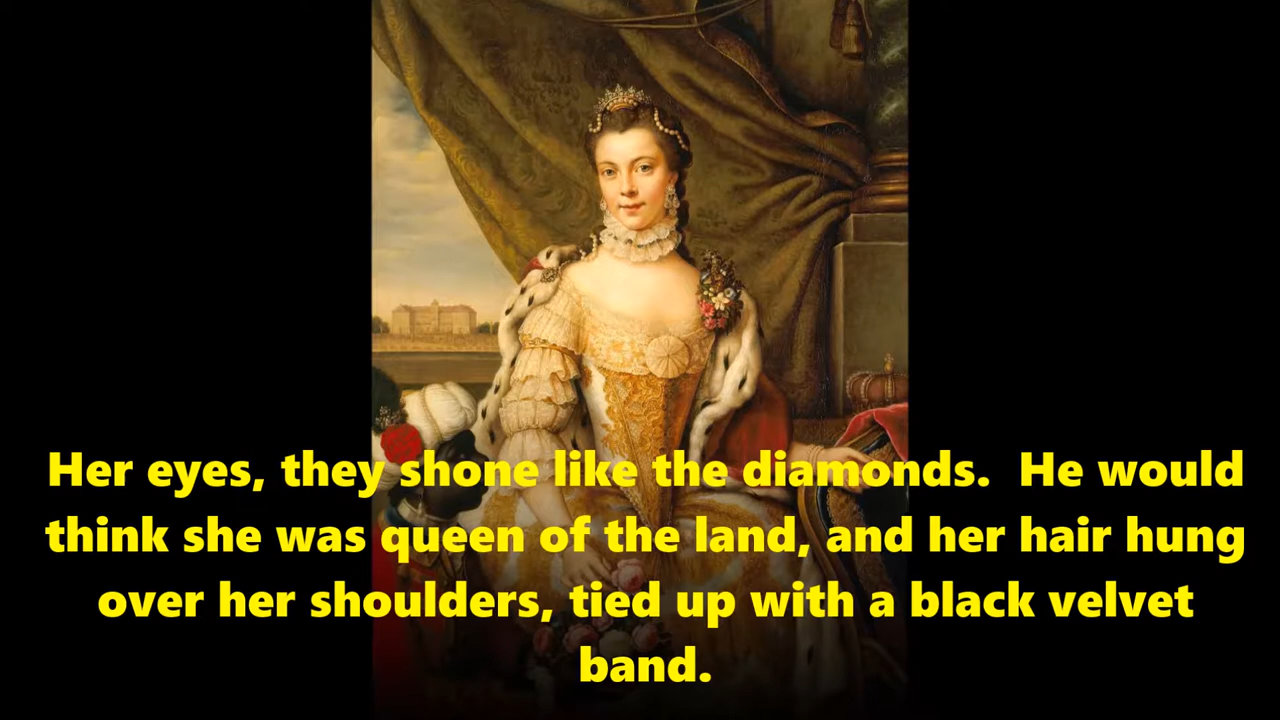 Her eyes, they shone like the diamonds.  He would
think she was queen of the land, and her hair hung
over her shoulders, tied up with a black velvet
band.